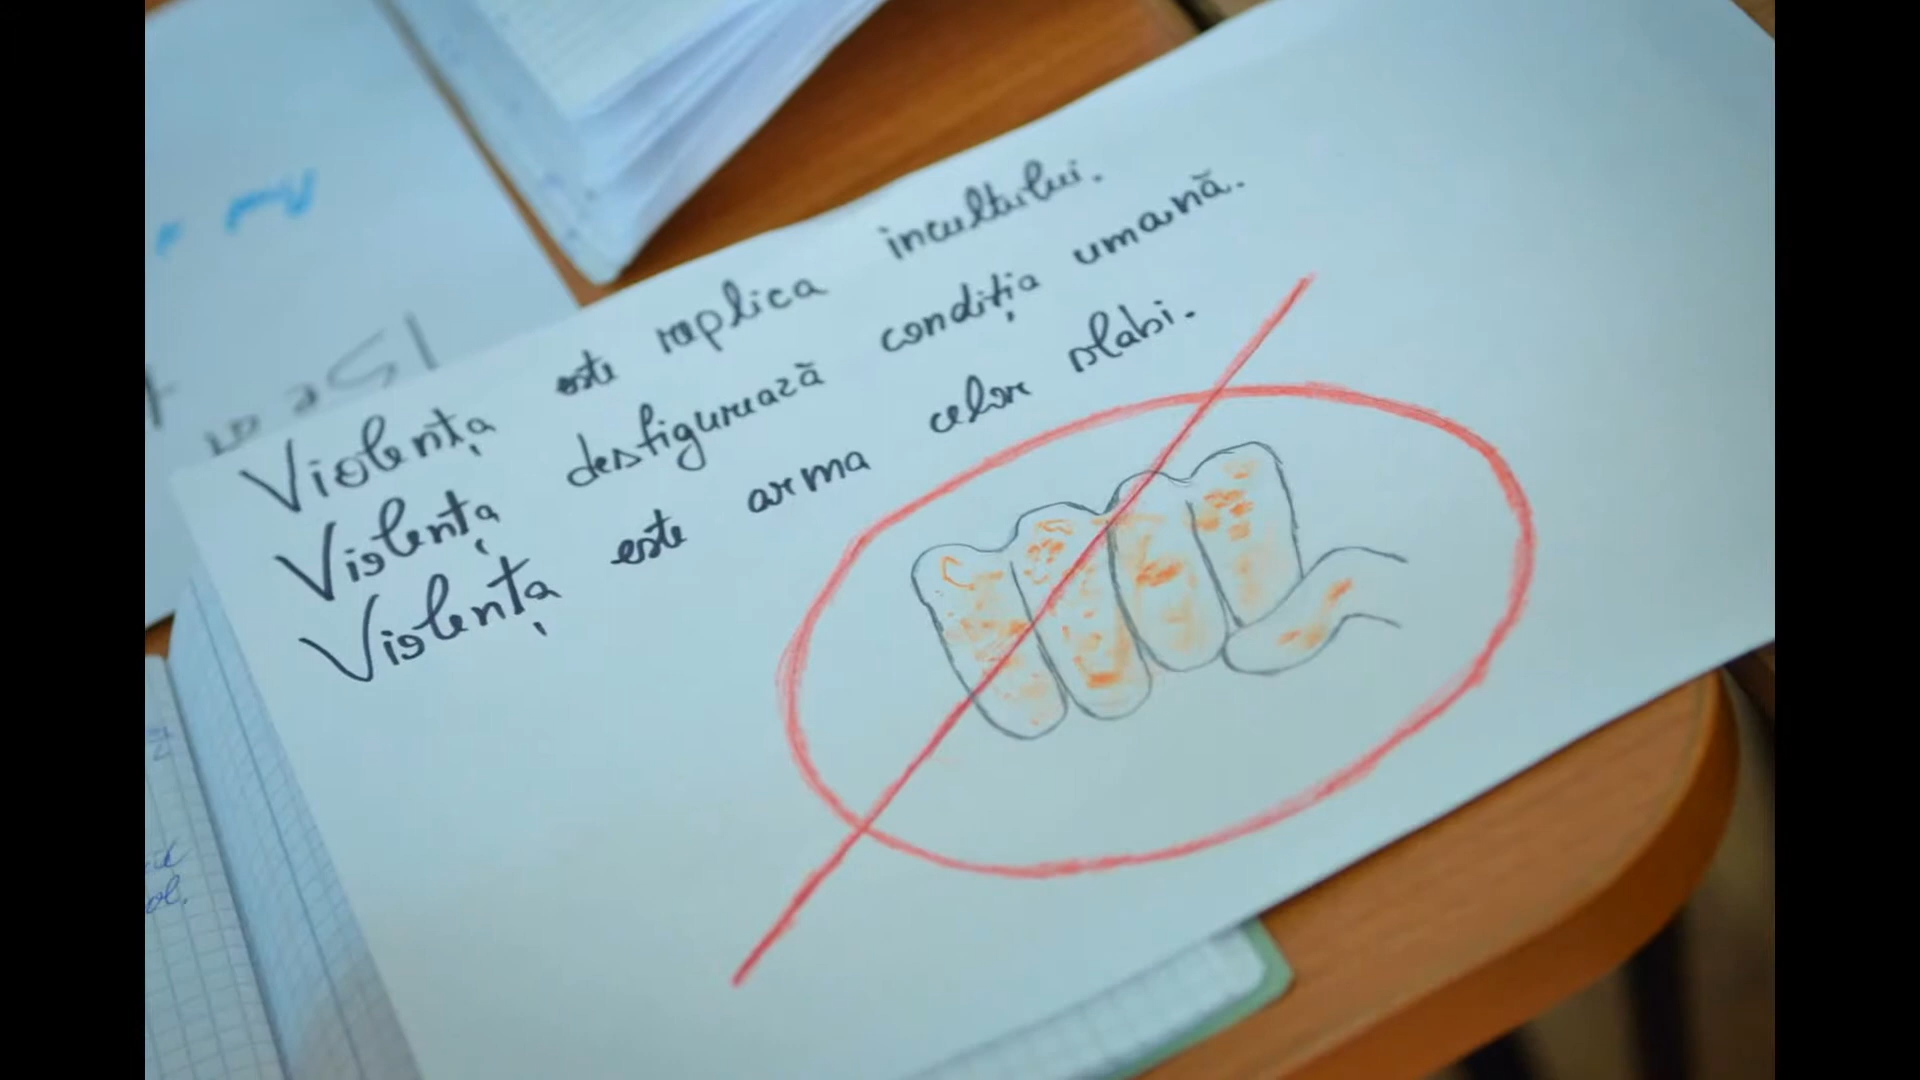 Violența este replica incultului.
Violența desfigurează condiția umană.
Violența este arma celor slabi.